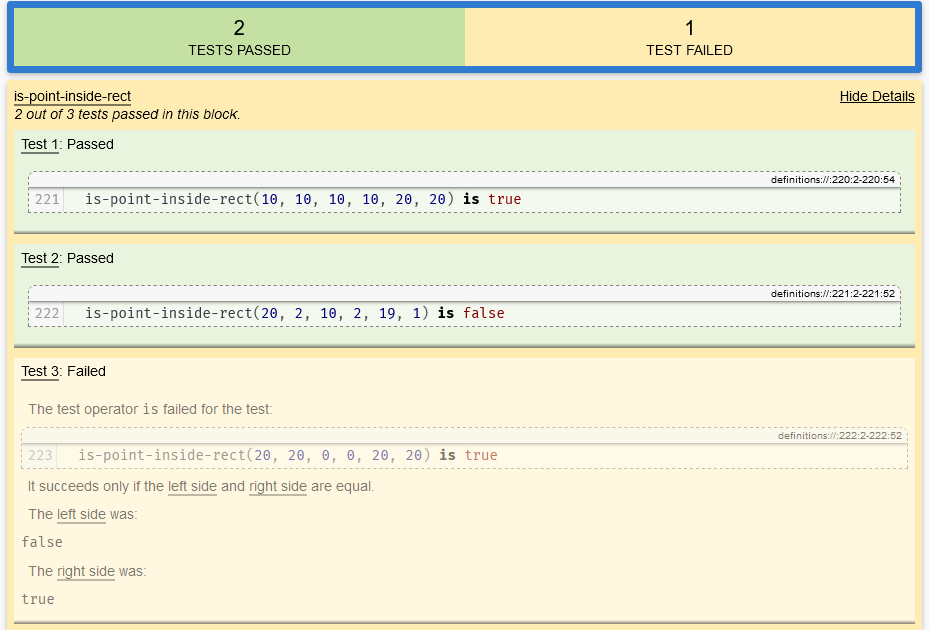 2 1
TESTS PASSED TEST FAILED
is-point-inside-rect Hide Details
2 out of 3 tests passed in this block.
Test 1: Passed
definitions://:220:2-220:54
221 is-point-inside-rect(10, 10, 10, 10, 20, 20) is true
Test 2: Passed
definitions://:221:2-221:52
222 is-point-inside-rect(20, 2, 10, 2, 19, 1) is false
Test 3: Failed
The test operator is failed for the test:
definitions://:222:2-222:52
223 is-point-inside-rect(20, 20, 0, 0, 20, 20) is true
It succeeds only if the left side and right side are equal.
The left side was:
false
The right side was:
true